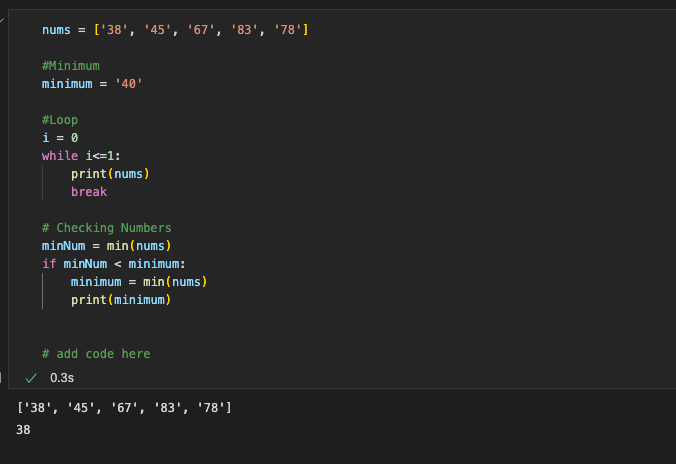 nums = ['38', '45', '67', '83', '78']
#Minimum
minimum = '40'
#Loop
i = 0
while i<=1:
    print(nums)
    break
# Checking Numbers
minNum = min(nums)
if minNum < minimum:
    minimum = min(nums)
    print(minimum)
# add code here
0.3s
['38', '45', '67', '83', '78']
38